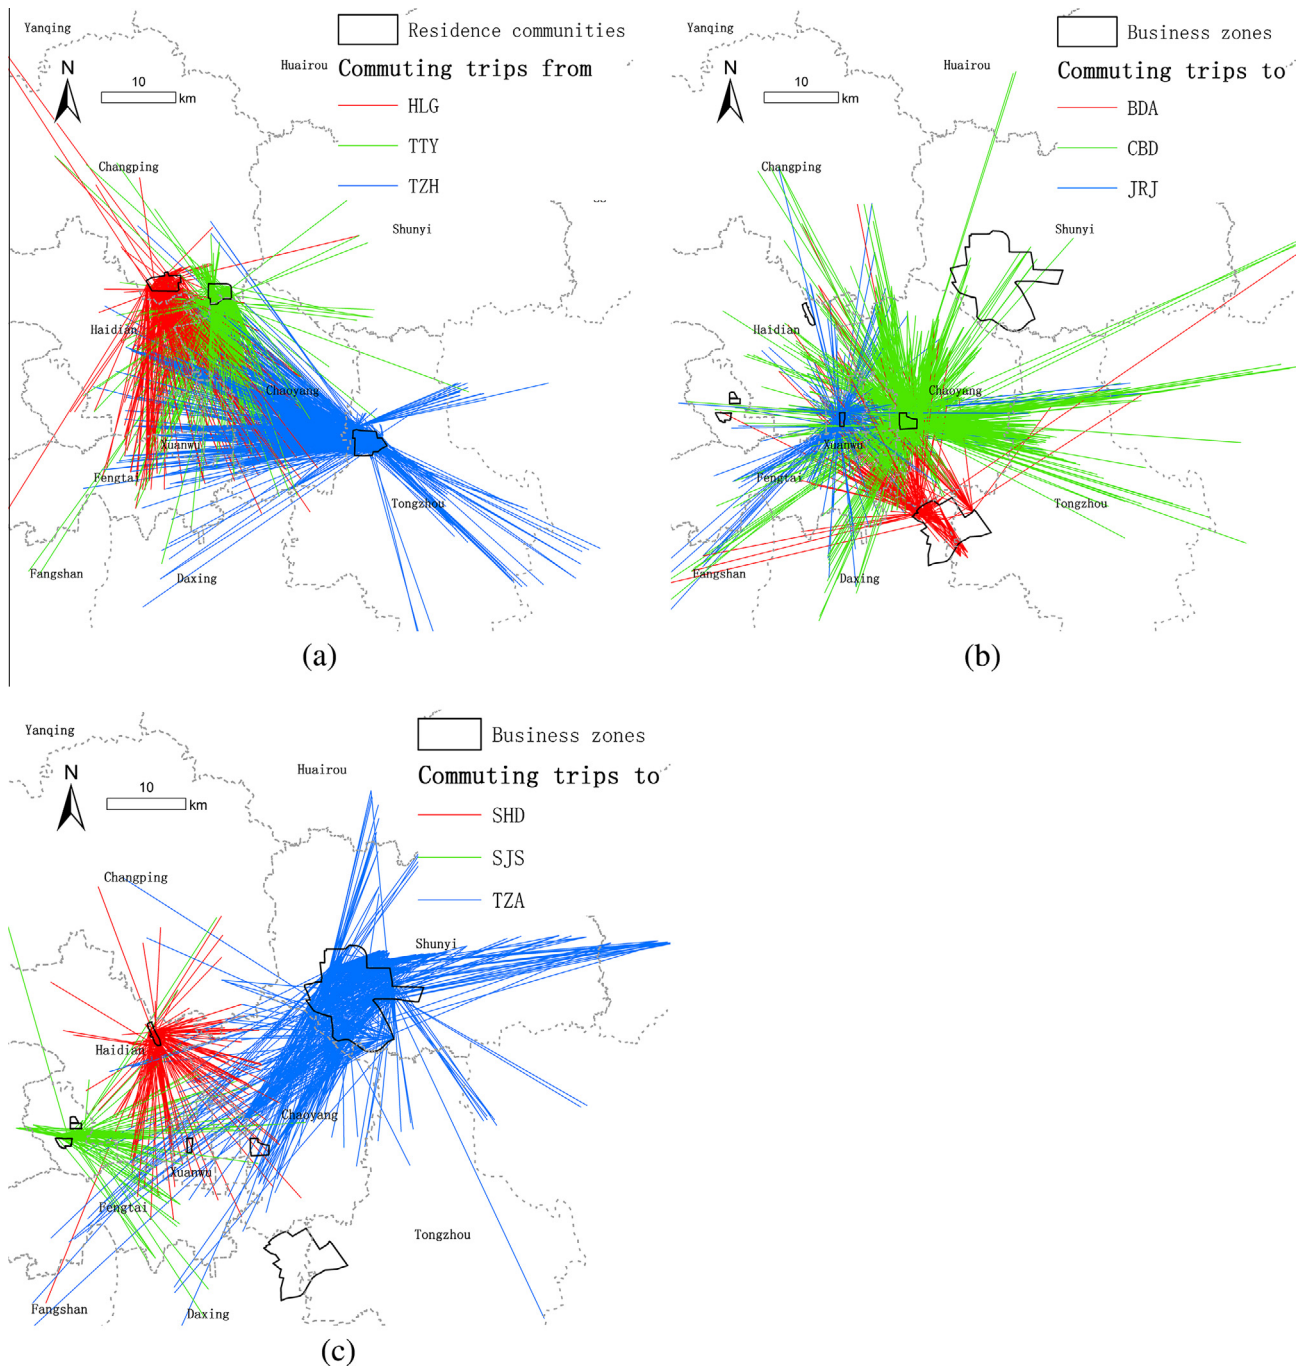 Yanqing
Residence communities
Huairou
Commuting trips from
N
10
km
HLG
TTY
TZH
Changping
Shunyi
Haidian
Chaoyang
Xuanwu
Fengtai
Tongzhou
Fangshan
Daxing
(a)
Yanqing
Business zones
Huairou
Commuting trips to
N
10
km
BDA
CBD
JRJ
Changping
Shunyi
Haidian
Chaoyang
Xuanwu
Fengtai
Tongzhou
Fangshan
Daxing
(b)
Yanqing
Business zones
Huairou
Commuting trips to
N
10
km
SHD
SJS
TZA
Changping
Shunyi
Haidian
Chaoyang
Xuanwu
Fengtai
Tongzhou
Fangshan
Daxing
(c)